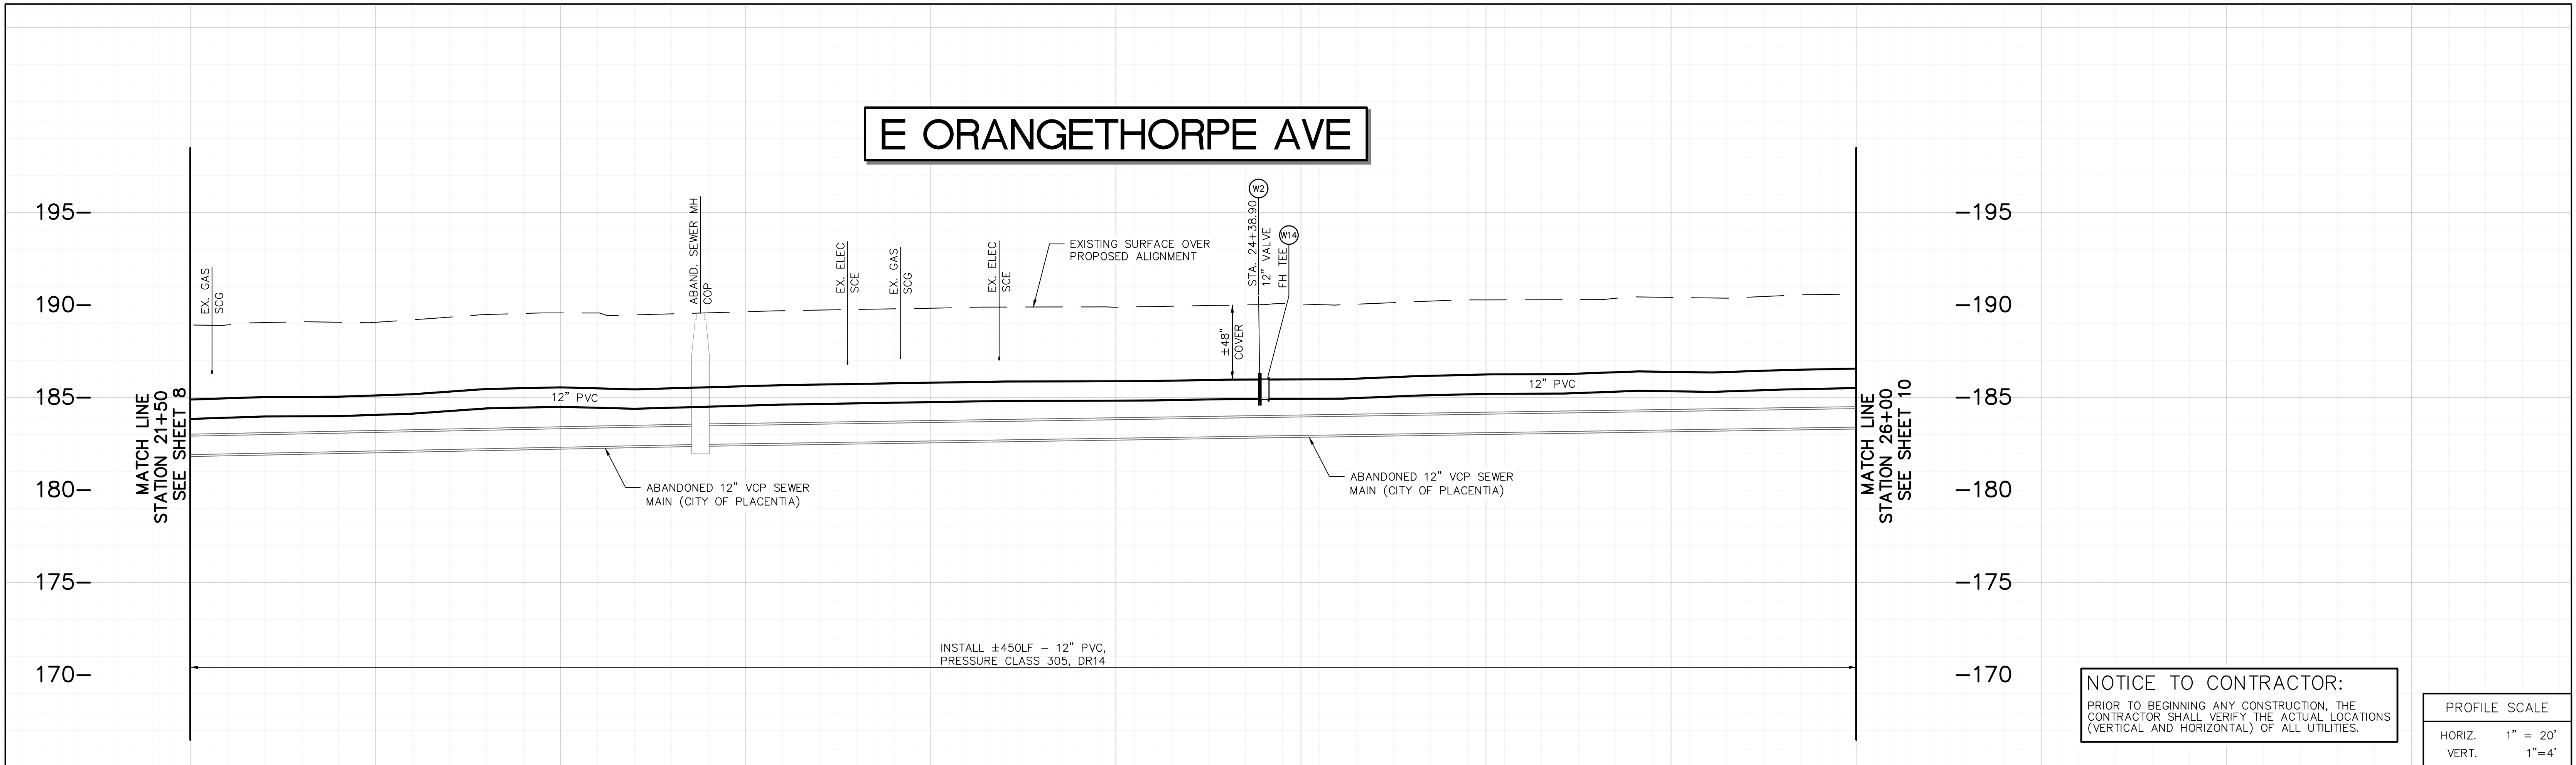 E ORANGETHORPE AVE
195
190
185
180
175
170
MATCH LINE
STATION 21+50
SEE SHEET 8
EX. GAS
SCG
ABAND. SEWER MH
COP
EX. ELEC
SCE
EX. GAS
SCG
EX. ELEC
SCE
EXISTING SURFACE OVER
PROPOSED ALIGNMENT
±48"
COVER
W2
STA. 24+38.90
12" VALVE
W14
FH TEE
12" PVC
12" PVC
ABANDONED 12" VCP SEWER
MAIN (CITY OF PLACENTIA)
ABANDONED 12" VCP SEWER
MAIN (CITY OF PLACENTIA)
INSTALL ±450LF - 12" PVC,
PRESSURE CLASS 305, DR14
MATCH LINE
STATION 26+00
SEE SHEET 10
195
190
185
180
175
170
NOTICE TO CONTRACTOR:
PRIOR TO BEGINNING ANY CONSTRUCTION, THE
CONTRACTOR SHALL VERIFY THE ACTUAL LOCATIONS
(VERTICAL AND HORIZONTAL) OF ALL UTILITIES.
PROFILE SCALE
HORIZ. 1" = 20'
VERT. 1"=4'